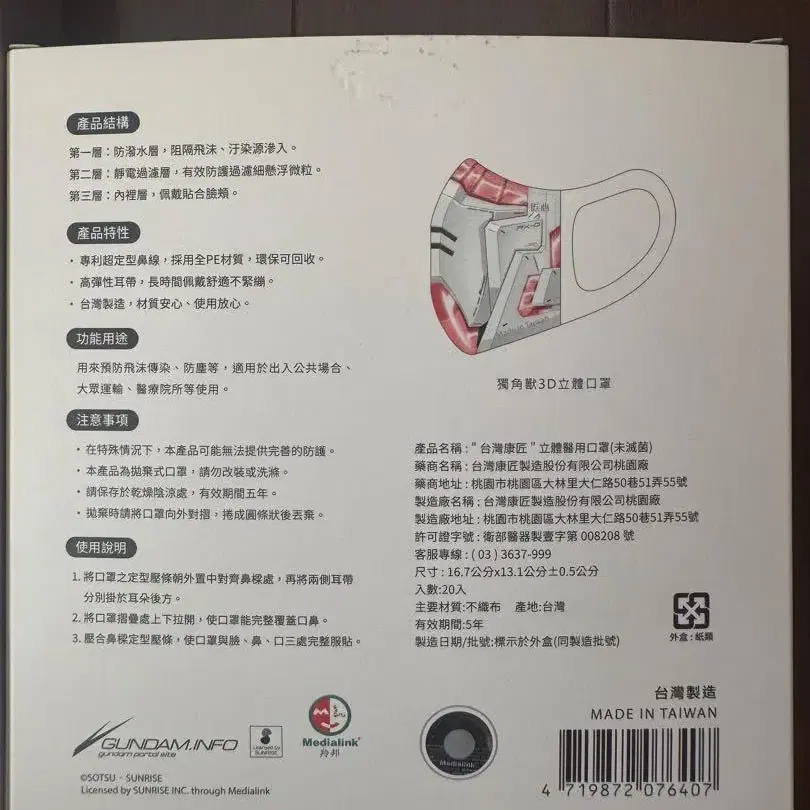 產品結構
第一層：防潑水層，阻隔飛沫、汙染源滲入。
第二層：靜電過濾層，有效防護過濾細懸浮微粒。
第三層：內裡層，佩戴貼合臉頰。
產品特性
・專利超定型鼻線，採用全PE材質，環保可回收。
・高彈性耳帶，長時間佩戴舒適不緊繃。
・台灣製造，材質安心、使用放心。
功能用途
用來預防飛沫傳染、防塵等，適用於出入公共場合、
大眾運輸、醫療院所等使用。
注意事項
・在特殊情況下，本產品可能無法提供完善的防護。
・本產品為拋棄式口罩，請勿改裝或洗滌。
・請保存於乾燥陰涼處，有效期間五年。
・拋棄時請將口罩向外對摺，捲成圓條狀後丟棄。
使用說明
1. 將口罩之定型壓條朝外置中對齊鼻樑處，再將兩側耳帶
分別掛於耳朵後方。
2. 將口罩摺疊處上下拉開，使口罩能完整覆蓋口鼻。
3. 壓合鼻樑定型壓條，使口罩與臉、鼻、口三處完整服貼。
GUNDAM.INFO
gundam portal site
Licensed by
SUNRISE
Medialink
羚邦
©SOTSU・SUNRISE
Licensed by SUNRISE INC. through Medialink
匠心
RX-0
Made in Taiwan
獨角獸3D立體口罩
產品名稱："台灣康匠"立體醫用口罩(未滅菌)
藥商名稱：台灣康匠製造股份有限公司桃園廠
藥商地址：桃園市桃園區大林里大仁路50巷51弄55號
製造廠名稱：台灣康匠製造股份有限公司桃園廠
製造廠地址：桃園市桃園區大林里大仁路50巷51弄55號
許可證字號：衛部醫器製壹字第 008208 號
客服專線：( 03 ) 3637-999
尺寸：16.7公分x13.1公分±0.5公分
入數:20入
主要材質:不織布 產地:台灣
有效期間:5年
製造日期/批號:標示於外盒(同製造批號)
外盒：紙類
Medialink
台灣製造
MADE IN TAIWAN
4 719872 076407